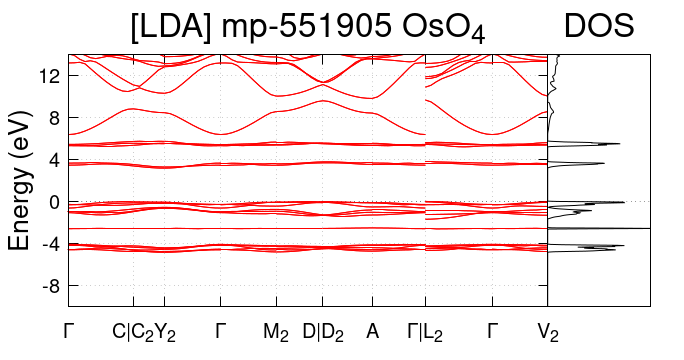 [LDA] mp-551905 OsO₄ DOS
Energy (eV)
12
8
4
0
-4
-8
Γ C|C₂Y₂ Γ M₂ D|D₂ A Γ|L₂ Γ V₂